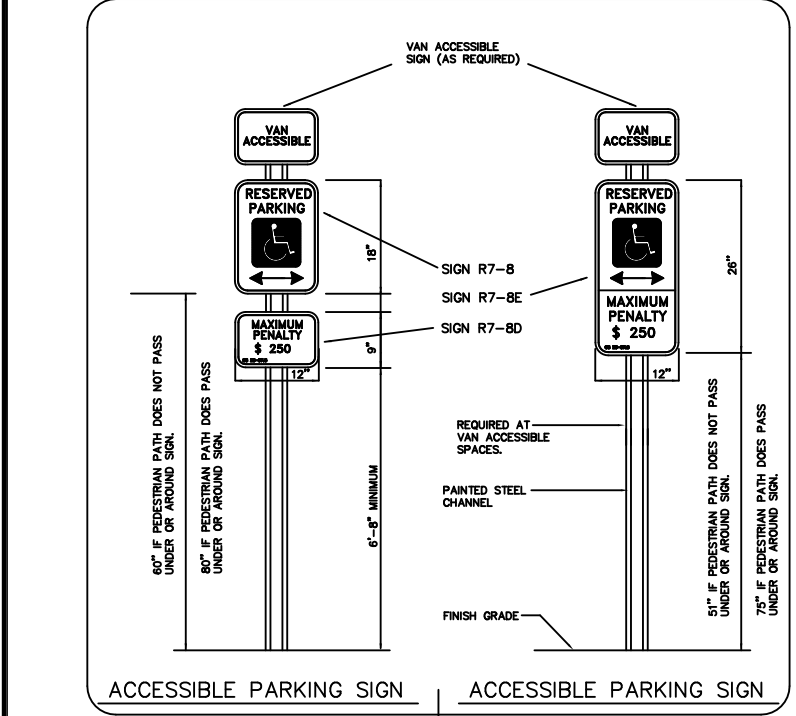 VAN ACCESSIBLE
SIGN (AS REQUIRED)
VAN
ACCESSIBLE
RESERVED
PARKING
18"
MAXIMUM
PENALTY
$ 250
9"
12"
60" IF PEDESTRIAN PATH DOES NOT PASS
UNDER OR AROUND SIGN.
80" IF PEDESTRIAN PATH DOES PASS
UNDER OR AROUND SIGN.
6'-8" MINIMUM
SIGN R7-8
SIGN R7-8E
SIGN R7-8D
REQUIRED AT
VAN ACCESSIBLE
SPACES.
PAINTED STEEL
CHANNEL
FINISH GRADE
VAN
ACCESSIBLE
RESERVED
PARKING
MAXIMUM
PENALTY
$ 250
26"
12"
51" IF PEDESTRIAN PATH DOES NOT PASS
UNDER OR AROUND SIGN.
75" IF PEDESTRIAN PATH DOES PASS
UNDER OR AROUND SIGN.
ACCESSIBLE PARKING SIGN
ACCESSIBLE PARKING SIGN